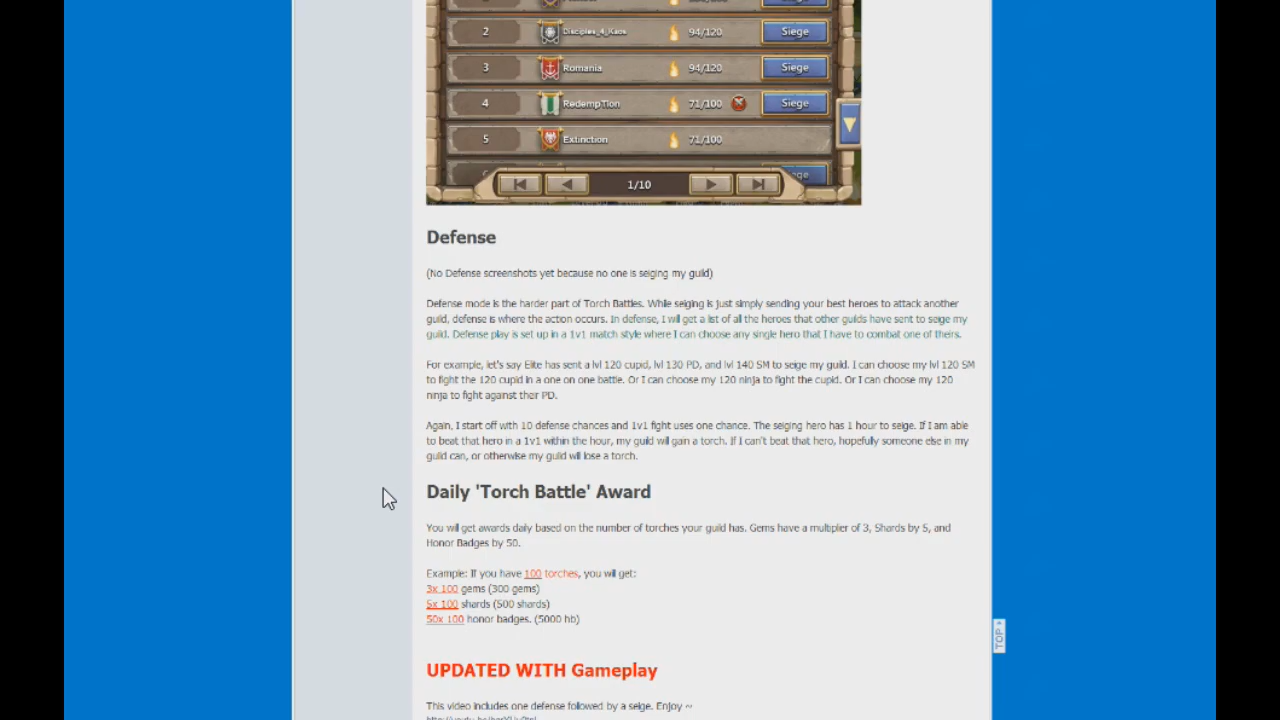 2 Disciples_4_Kaos 94/120 Siege
3 Romania 94/120 Siege
4 RedempTion 71/100 Siege
5 Extinction 71/100
1/10
Defense
(No Defense screenshots yet because no one is seiging my guild)
Defense mode is the harder part of Torch Battles. While seiging is just simply sending your best heroes to attack another
guild, defense is where the action occurs. In defense, I will get a list of all the heroes that other guilds have sent to seige my
guild. Defense play is set up in a 1v1 match style where I can choose any single hero that I have to combat one of theirs.
For example, let's say Elite has sent a lvl 120 cupid, lvl 130 PD, and lvl 140 SM to seige my guild. I can choose my lvl 120 SM
to fight the 120 cupid in a one on one battle. Or I can choose my 120 ninja to fight the cupid. Or I can choose my 120
ninja to fight against their PD.
Again, I start off with 10 defense chances and 1v1 fight uses one chance. The seiging hero has 1 hour to seige. If I am able
to beat that hero in a 1v1 within the hour, my guild will gain a torch. If I can't beat that hero, hopefully someone else in my
guild can, or otherwise my guild will lose a torch.
Daily 'Torch Battle' Award
You will get awards daily based on the number of torches your guild has. Gems have a multiplier of 3, Shards by 5, and
Honor Badges by 50.
Example: If you have 100 torches, you will get:
3x 100 gems (300 gems)
5x 100 shards (500 shards)
50x 100 honor badges. (5000 hb)
TOP
UPDATED WITH Gameplay
This video includes one defense followed by a seige. Enjoy ~